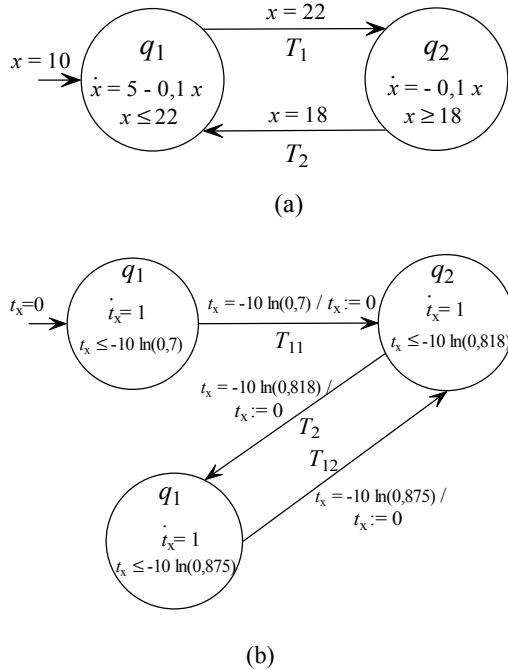 x = 22
q1 q2
x = 10 T1
ẋ = 5 - 0,1 x ẋ = - 0,1 x
x ≤ 22 x = 18 x ≥ 18
T2
(a)
q1 q2
tx=0 ṫx= 1 tx = -10 ln(0,7) / tx := 0 ṫx= 1
tx ≤ -10 ln(0,7) T11 tx ≤ -10 ln(0,818)
tx = -10 ln(0,818) /
tx := 0
T2
T12
q1
tx = -10 ln(0,875) /
ṫx= 1 tx := 0
tx ≤ -10 ln(0,875)
(b)